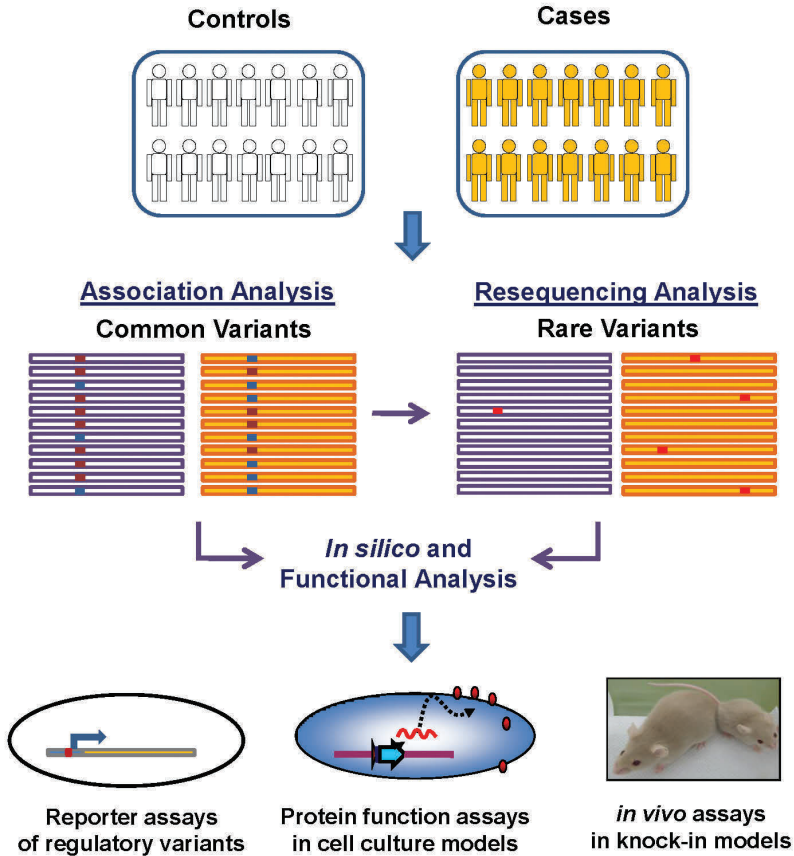 Controls
Cases
Association Analysis
Common Variants
Resequencing Analysis
Rare Variants
In silico and
Functional Analysis
Reporter assays
of regulatory variants
Protein function assays
in cell culture models
in vivo assays
in knock-in models